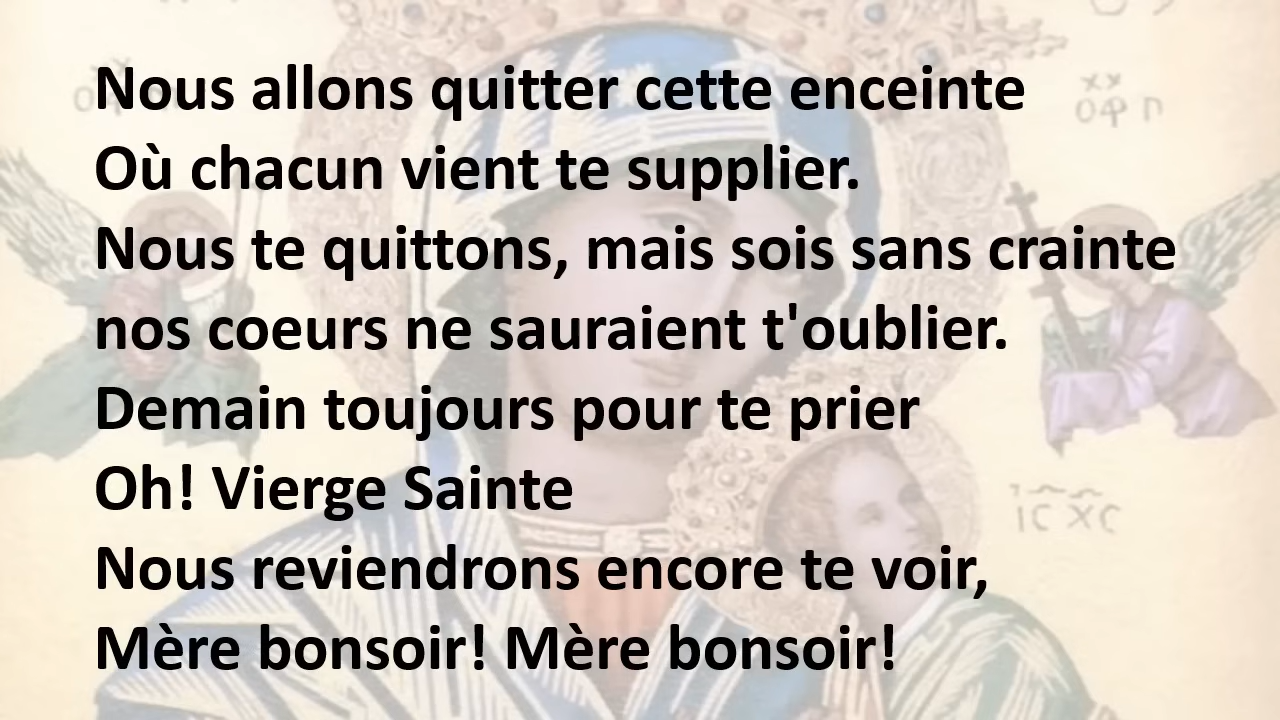 Nous allons quitter cette enceinte
Où chacun vient te supplier.
Nous te quittons, mais sois sans crainte
nos coeurs ne sauraient t'oublier.
Demain toujours pour te prier
Oh! Vierge Sainte
Nous reviendrons encore te voir,
Mère bonsoir! Mère bonsoir!
IC XC